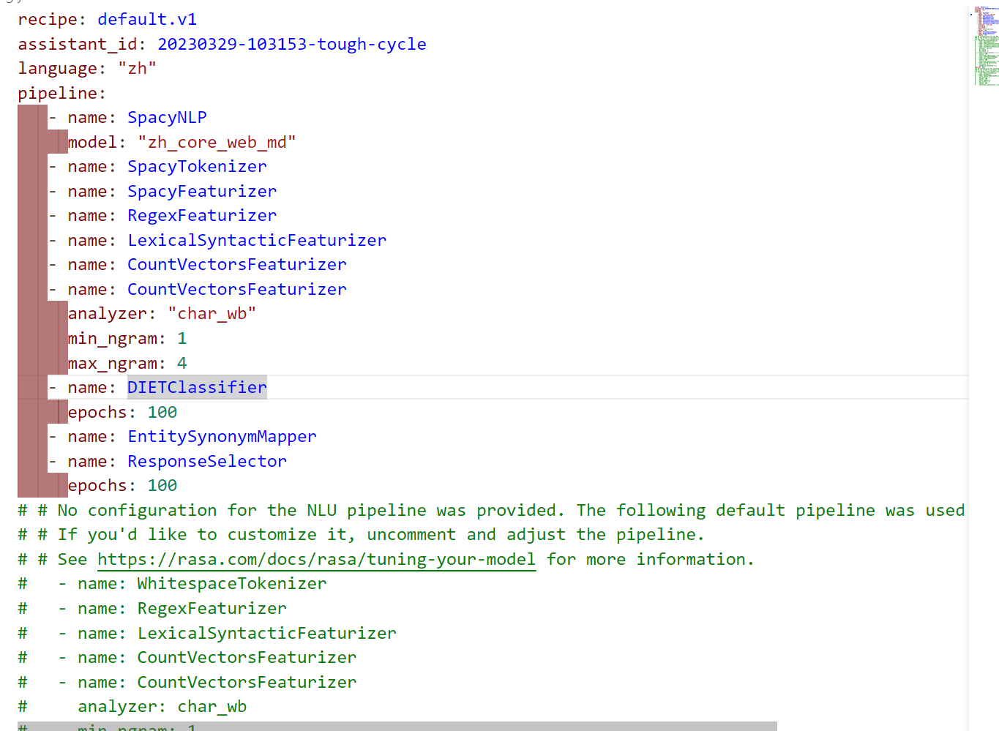 recipe: default.v1
assistant_id: 20230329-103153-tough-cycle
language: "zh"
pipeline:
   - name: SpacyNLP
     model: "zh_core_web_md"
   - name: SpacyTokenizer
   - name: SpacyFeaturizer
   - name: RegexFeaturizer
   - name: LexicalSyntacticFeaturizer
   - name: CountVectorsFeaturizer
   - name: CountVectorsFeaturizer
     analyzer: "char_wb"
     min_ngram: 1
     max_ngram: 4
   - name: DIETClassifier
     epochs: 100
   - name: EntitySynonymMapper
   - name: ResponseSelector
     epochs: 100
# # No configuration for the NLU pipeline was provided. The following default pipeline was used
# # If you'd like to customize it, uncomment and adjust the pipeline.
# # See https://rasa.com/docs/rasa/tuning-your-model for more information.
#   - name: WhitespaceTokenizer
#   - name: RegexFeaturizer
#   - name: LexicalSyntacticFeaturizer
#   - name: CountVectorsFeaturizer
#   - name: CountVectorsFeaturizer
#     analyzer: char_wb
#     min_ngram: 1